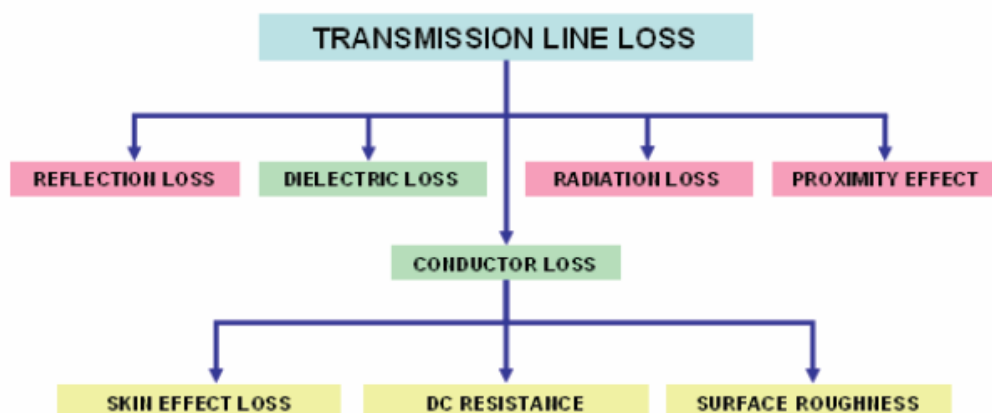 TRANSMISSION LINE LOSS
REFLECTION LOSS
DIELECTRIC LOSS
RADIATION LOSS
PROXIMITY EFFECT
CONDUCTOR LOSS
SKIN EFFECT LOSS
DC RESISTANCE
SURFACE ROUGHNESS